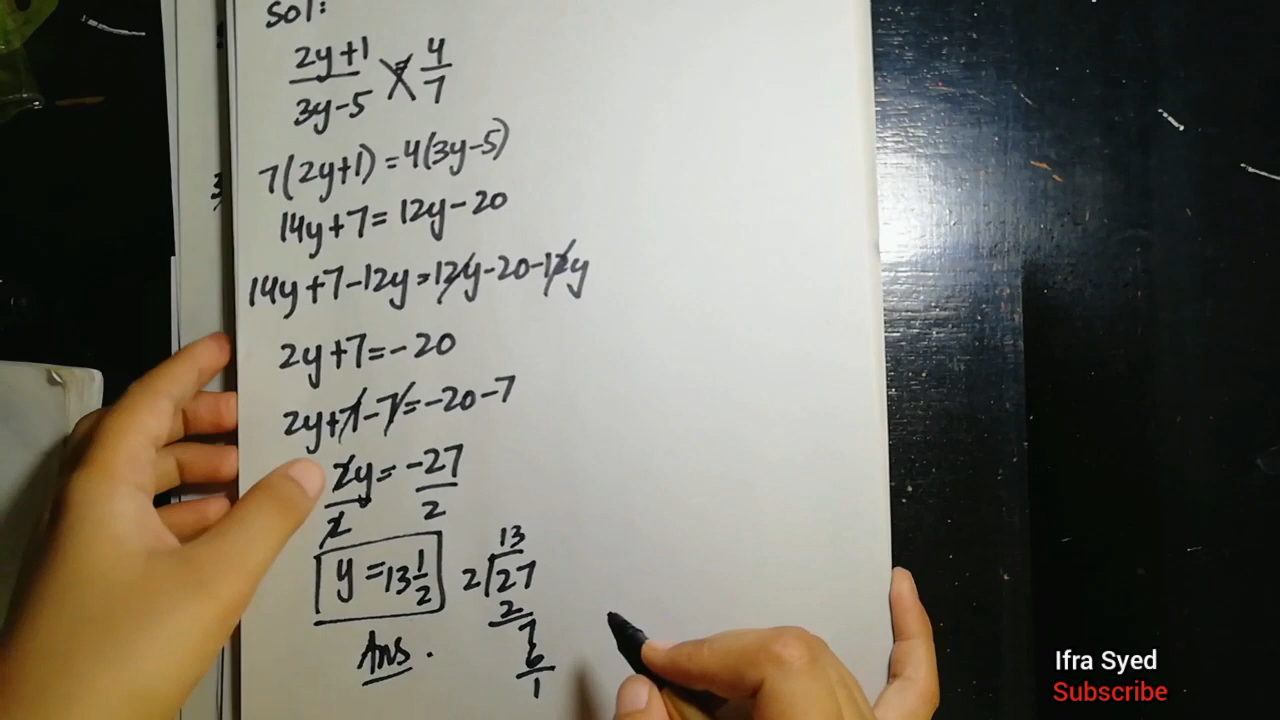 Sol:
2y+1/3y-5 = 4/7
7(2y+1)=4(3y-5)
14y+7=12y-20
14y+7-12y=12y-20-12y
2y+7=-20
2y+7-7=-20-7
2y/2=-27/2
y=13 1/2
Ans.
13
2)27
2
7
6
1
Ifra Syed
Subscribe